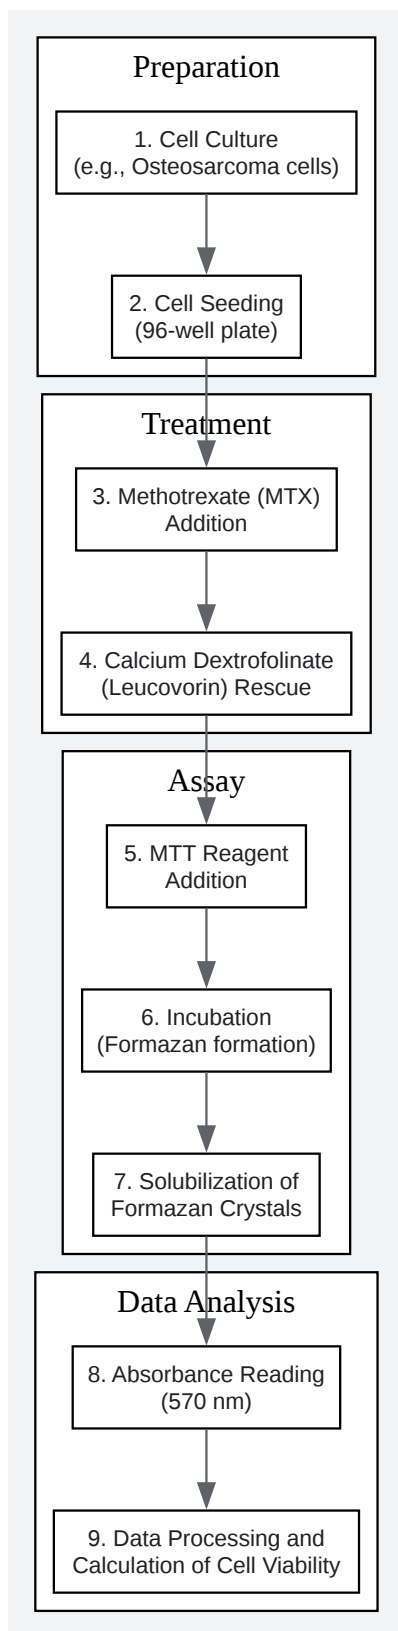 Preparation
1. Cell Culture
(e.g., Osteosarcoma cells)
2. Cell Seeding
(96-well plate)
Treatment
3. Methotrexate (MTX)
Addition
4. Calcium Dextrofolinate
(Leucovorin) Rescue
Assay
5. MTT Reagent
Addition
6. Incubation
(Formazan formation)
7. Solubilization of
Formazan Crystals
Data Analysis
8. Absorbance Reading
(570 nm)
9. Data Processing and
Calculation of Cell Viability